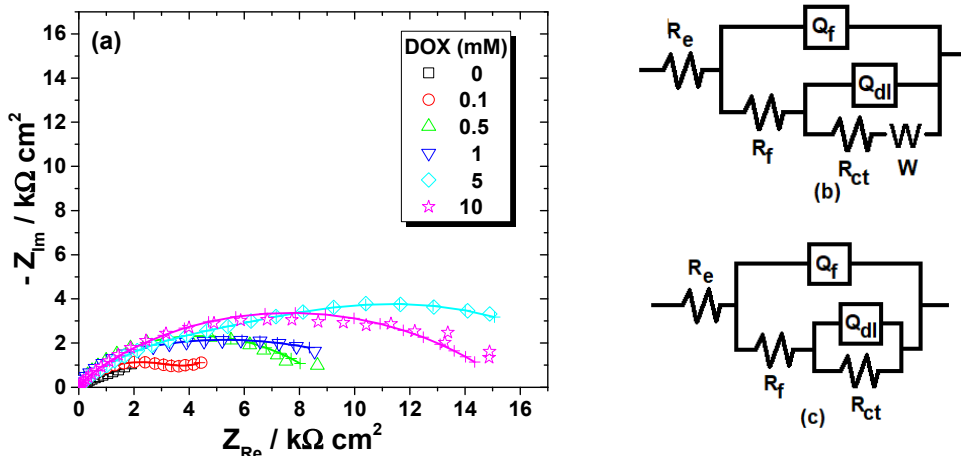 (a)
DOX (mM)
0
0.1
0.5
1
5
10
- Z_Im / kΩ cm²
16
14
12
10
8
6
4
2
0
0 2 4 6 8 10 12 14 16
Z_Re / kΩ cm²
R_e
Q_f
Q_dl
R_f
R_ct
W
W
(b)
R_e
Q_f
Q_dl
R_f
R_ct
(c)